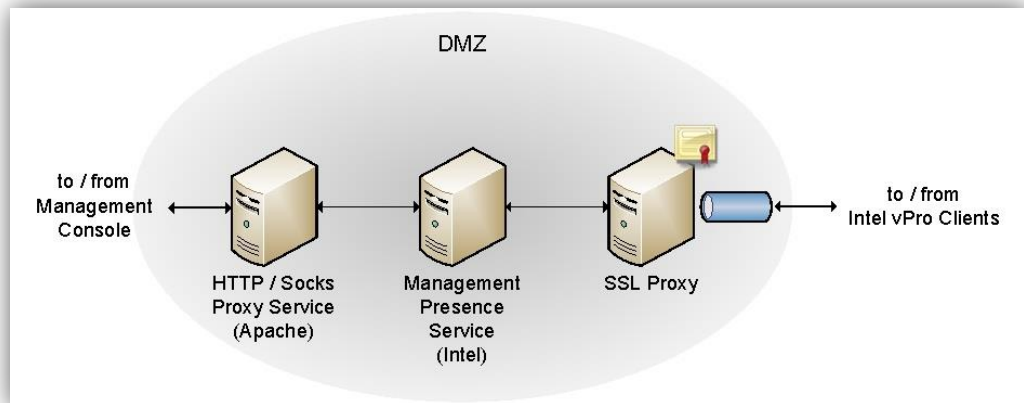 DMZ
to / from
Management
Console
HTTP / Socks
Proxy Service
(Apache)
Management
Presence
Service
(Intel)
SSL Proxy
to / from
Intel vPro Clients